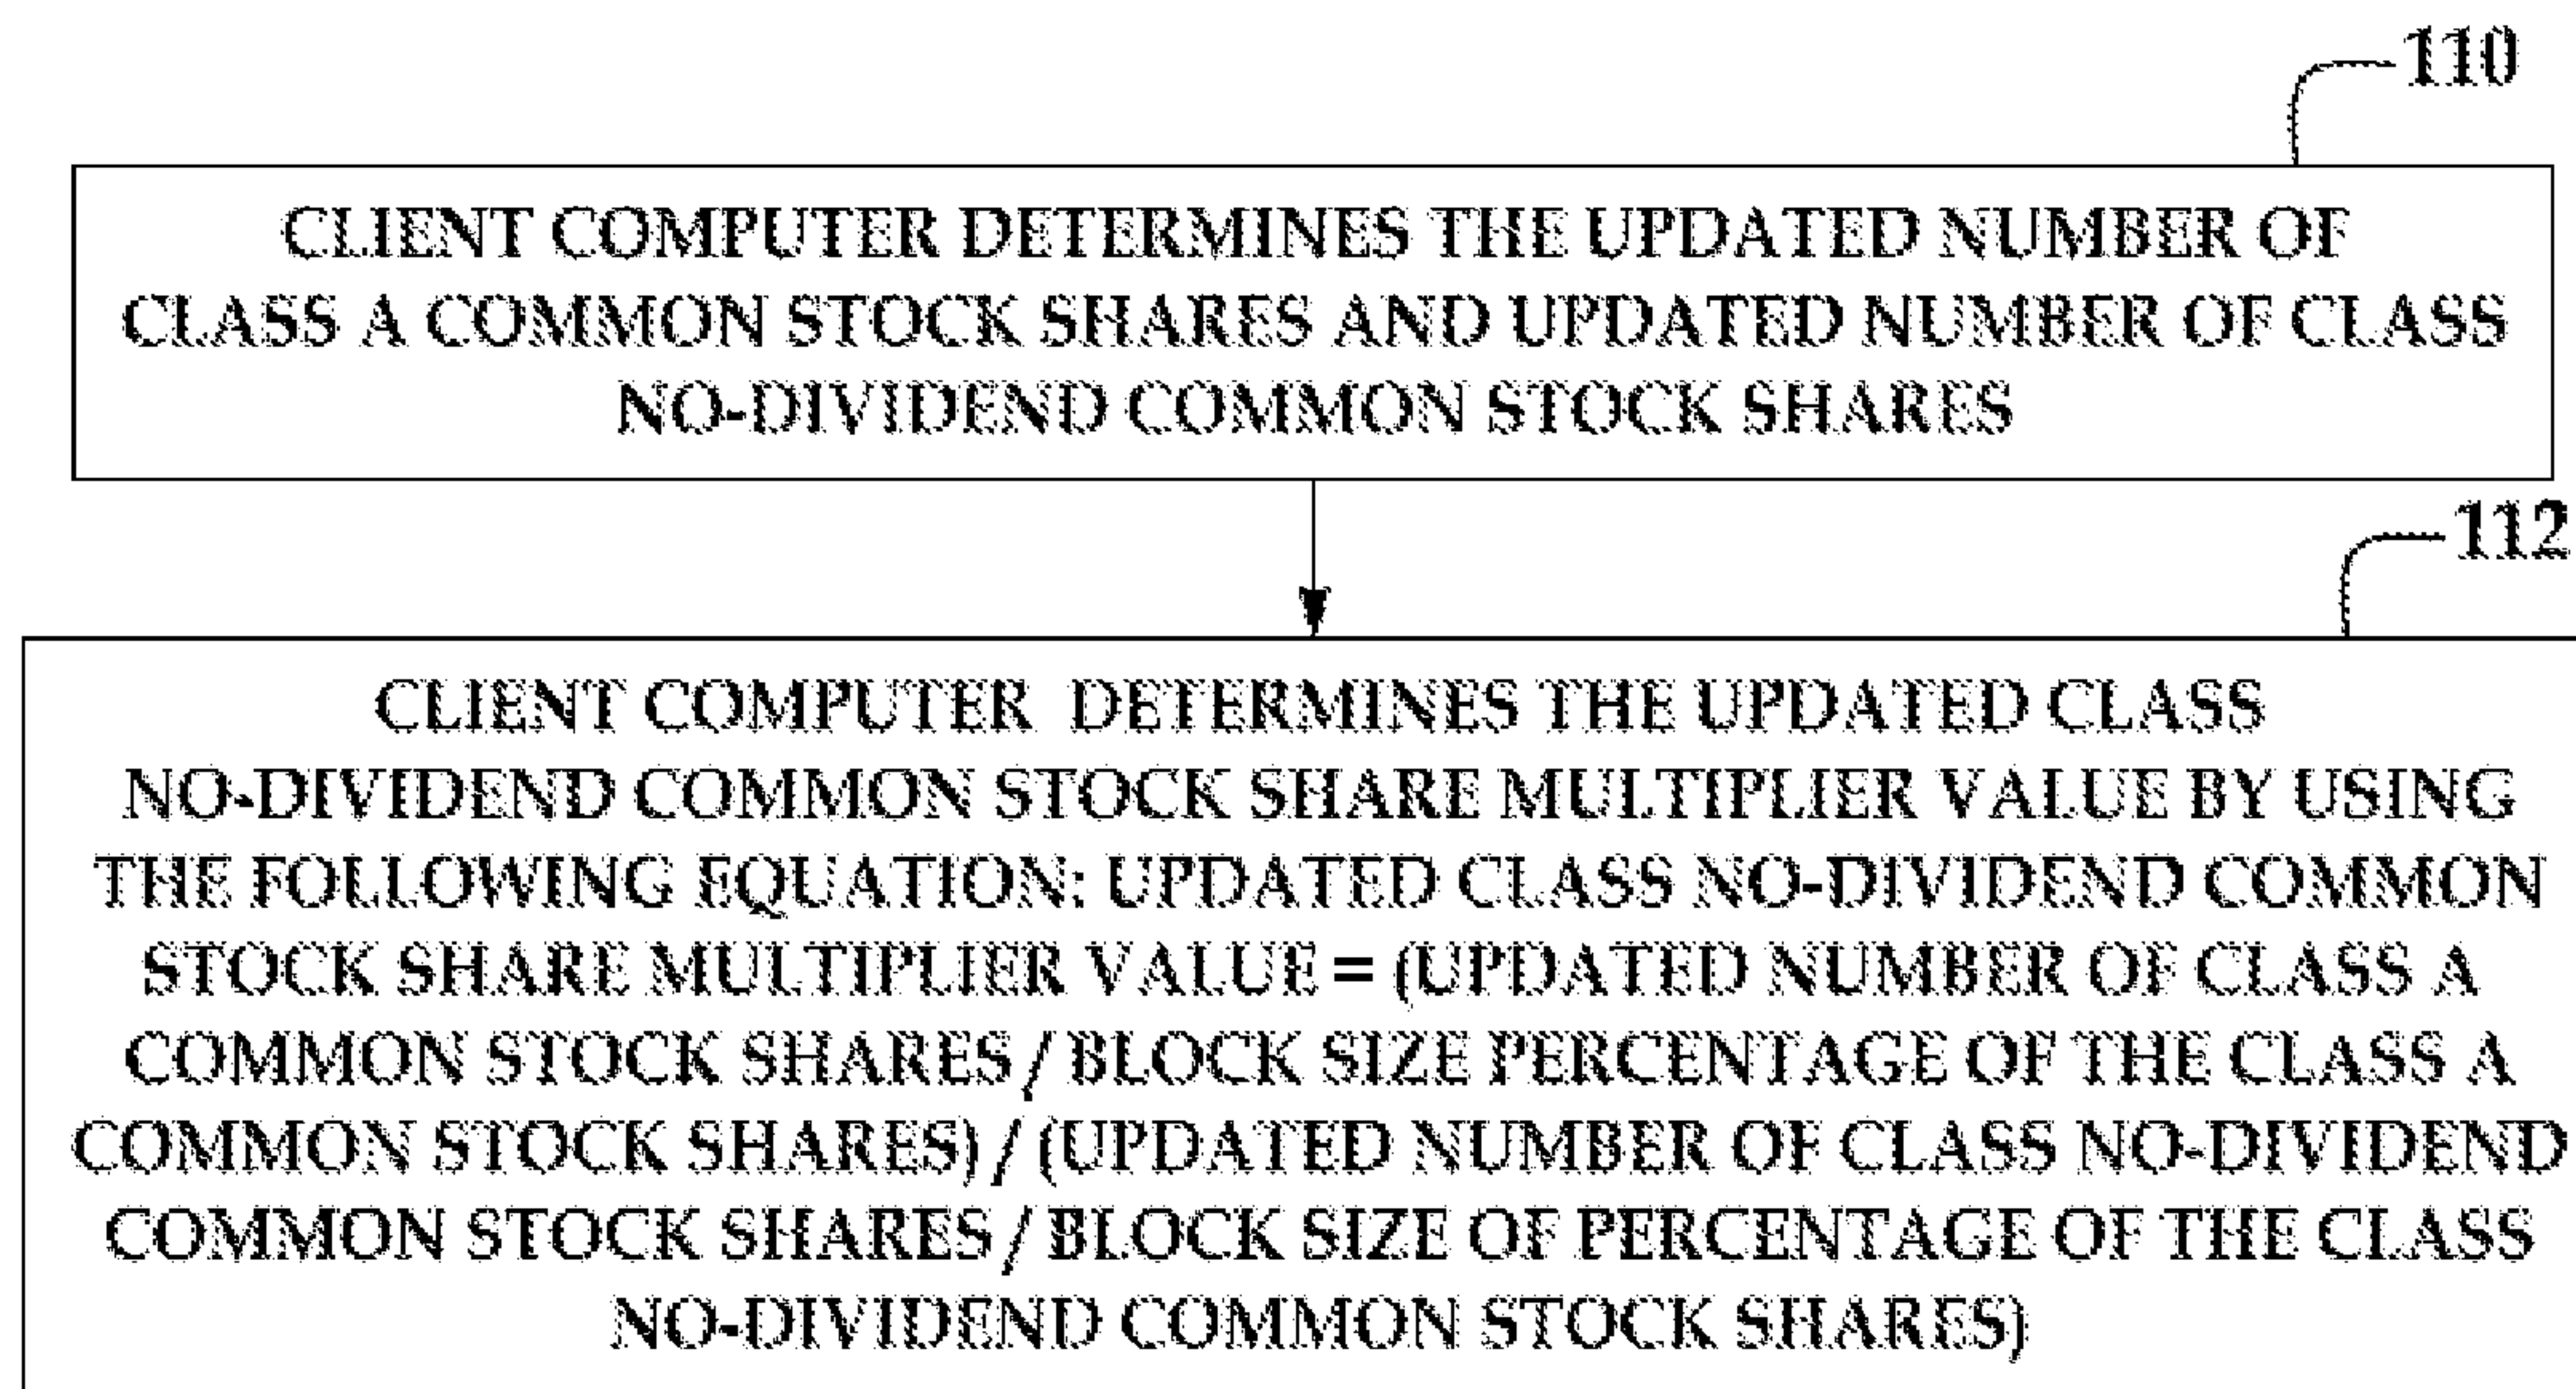 110
CLIENT COMPUTER DETERMINES THE UPDATED NUMBER OF
CLASS A COMMON STOCK SHARES AND UPDATED NUMBER OF CLASS
NO-DIVIDEND COMMON STOCK SHARES
112
CLIENT COMPUTER DETERMINES THE UPDATED CLASS
NO-DIVIDEND COMMON STOCK SHARE MULTIPLIER VALUE BY USING
THE FOLLOWING EQUATION: UPDATED CLASS NO-DIVIDEND COMMON
STOCK SHARE MULTIPLIER VALUE = (UPDATED NUMBER OF CLASS A
COMMON STOCK SHARES / BLOCK SIZE PERCENTAGE OF THE CLASS A
COMMON STOCK SHARES) / (UPDATED NUMBER OF CLASS NO-DIVIDEND
COMMON STOCK SHARES / BLOCK SIZE OF PERCENTAGE OF THE CLASS
NO-DIVIDEND COMMON STOCK SHARES)